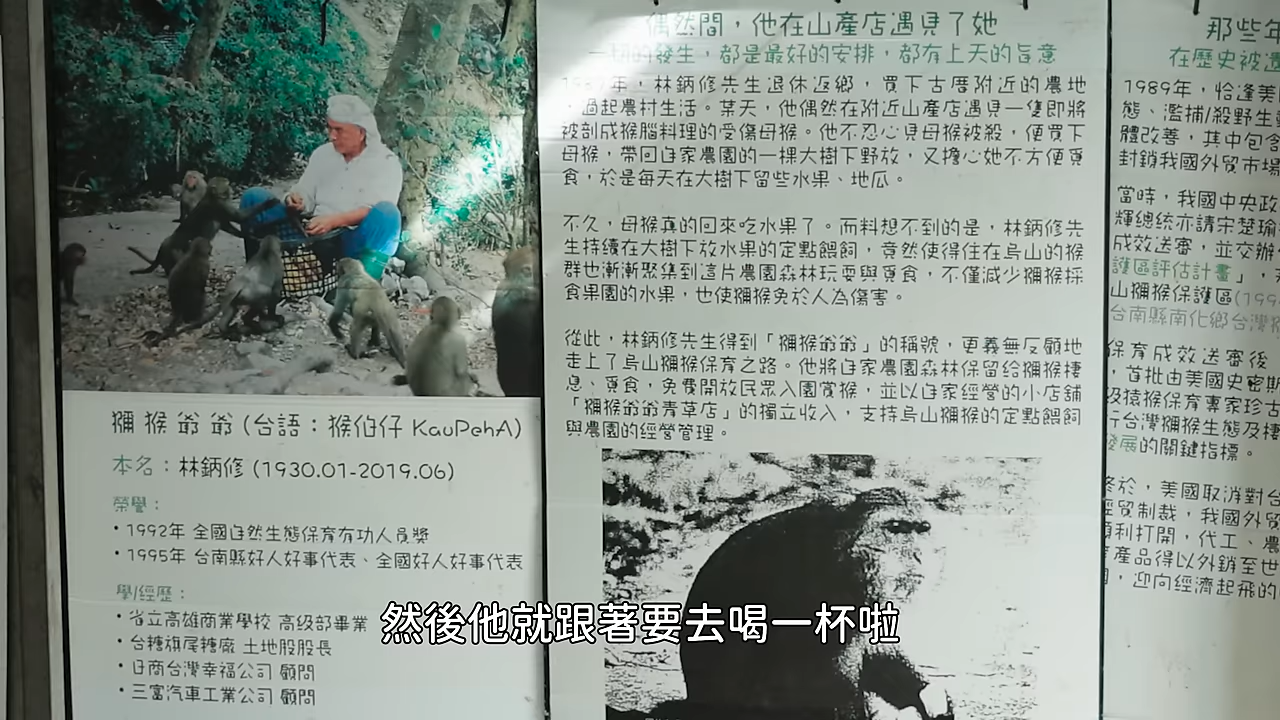 獼猴爺爺(台語：猴伯仔 KauPehA)
本名：林鈵修 (1930.01-2019.06)
榮譽：
•1992年 全國自然生態保育有功人員獎
•1995年 台南縣好人好事代表、全國好人好事代表
學/經歷：
•省立高雄商業學校 高級部畢業
•台糖旗尾糖廠 土地股股長
•日商台灣幸福公司 顧問
•三富汽車工業公司 顧問
偶然間，他在山產店遇見了她
一切的發生，都是最好的安排，都有上天的旨意
年，林鈵修先生退休返鄉，買下古厝附近的農地
過起農村生活。某天，他偶然在附近山產店遇見一隻即將
被剖成猴腦料理的受傷母猴。他不忍心見母猴被殺，便買下
母猴，帶回自家農園的一棵大樹下野放，又擔心她不方便覓
食，於是每天在大樹下留些水果、地瓜。
不久，母猴真的回來吃水果了。而料想不到的是，林鈵修先
生持續在大樹下放水果的定點餵飼，竟然使得住在烏山的猴
群也漸漸聚集到這片農園森林玩耍與覓食，不僅減少獼猴採
食果園的水果，也使獼猴免於人為傷害。
從此，林鈵修先生得到「獼猴爺爺」的稱號，更義無反顧地
走上了烏山獼猴保育之路。他將自家農園森林保留給獼猴棲
息、覓食，免費開放民眾入園賞猴，並以自家經營的小店舖
「獼猴爺爺青草店」的獨立收入，支持烏山獼猴的定點餵飼
與農園的經營管理。
那些年
在歷史被遺
1989年，恰逢美
態、濫捕/殺野生
體改善，其中包含
封鎖我國外貿市場
當時，我國中央政
輝總統亦請宋楚瑜
成效送審，並交辦
護區評估計畫」，
山獼猴保護區(199
台南縣南化鄉台灣獼
保育成效送審後
，首批由美國史密斯
及猿猴保育專家珍古
行台灣獼猴生態及棲
發展的關鍵指標。
終於，美國取消對台
經貿制裁，我國外貿
順利打開，代工、農
產品得以外銷至世
，迎向經濟起飛的
然後他就跟著要去喝一杯啦